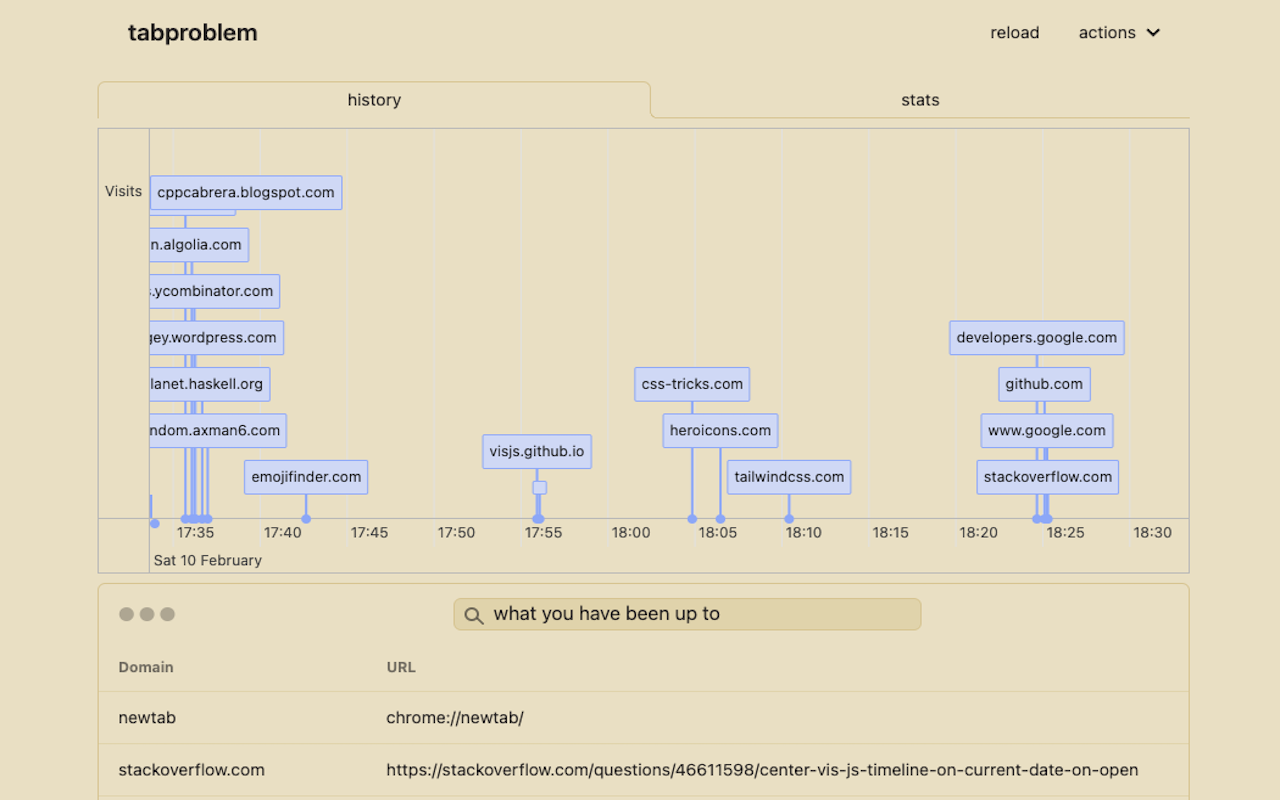 tabproblem
reload
actions
history
stats
Visits
cppcabrera.blogspot.com
n.algolia.com
.ycombinator.com
gey.wordpress.com
lanet.haskell.org
ndom.axman6.com
emojifinder.com
visjs.github.io
css-tricks.com
heroicons.com
tailwindcss.com
developers.google.com
github.com
www.google.com
stackoverflow.com
17:35 17:40 17:45 17:50 17:55 18:00 18:05 18:10 18:15 18:20 18:25 18:30
Sat 10 February
what you have been up to
Domain URL
newtab chrome://newtab/
stackoverflow.com https://stackoverflow.com/questions/46611598/center-vis-js-timeline-on-current-date-on-open